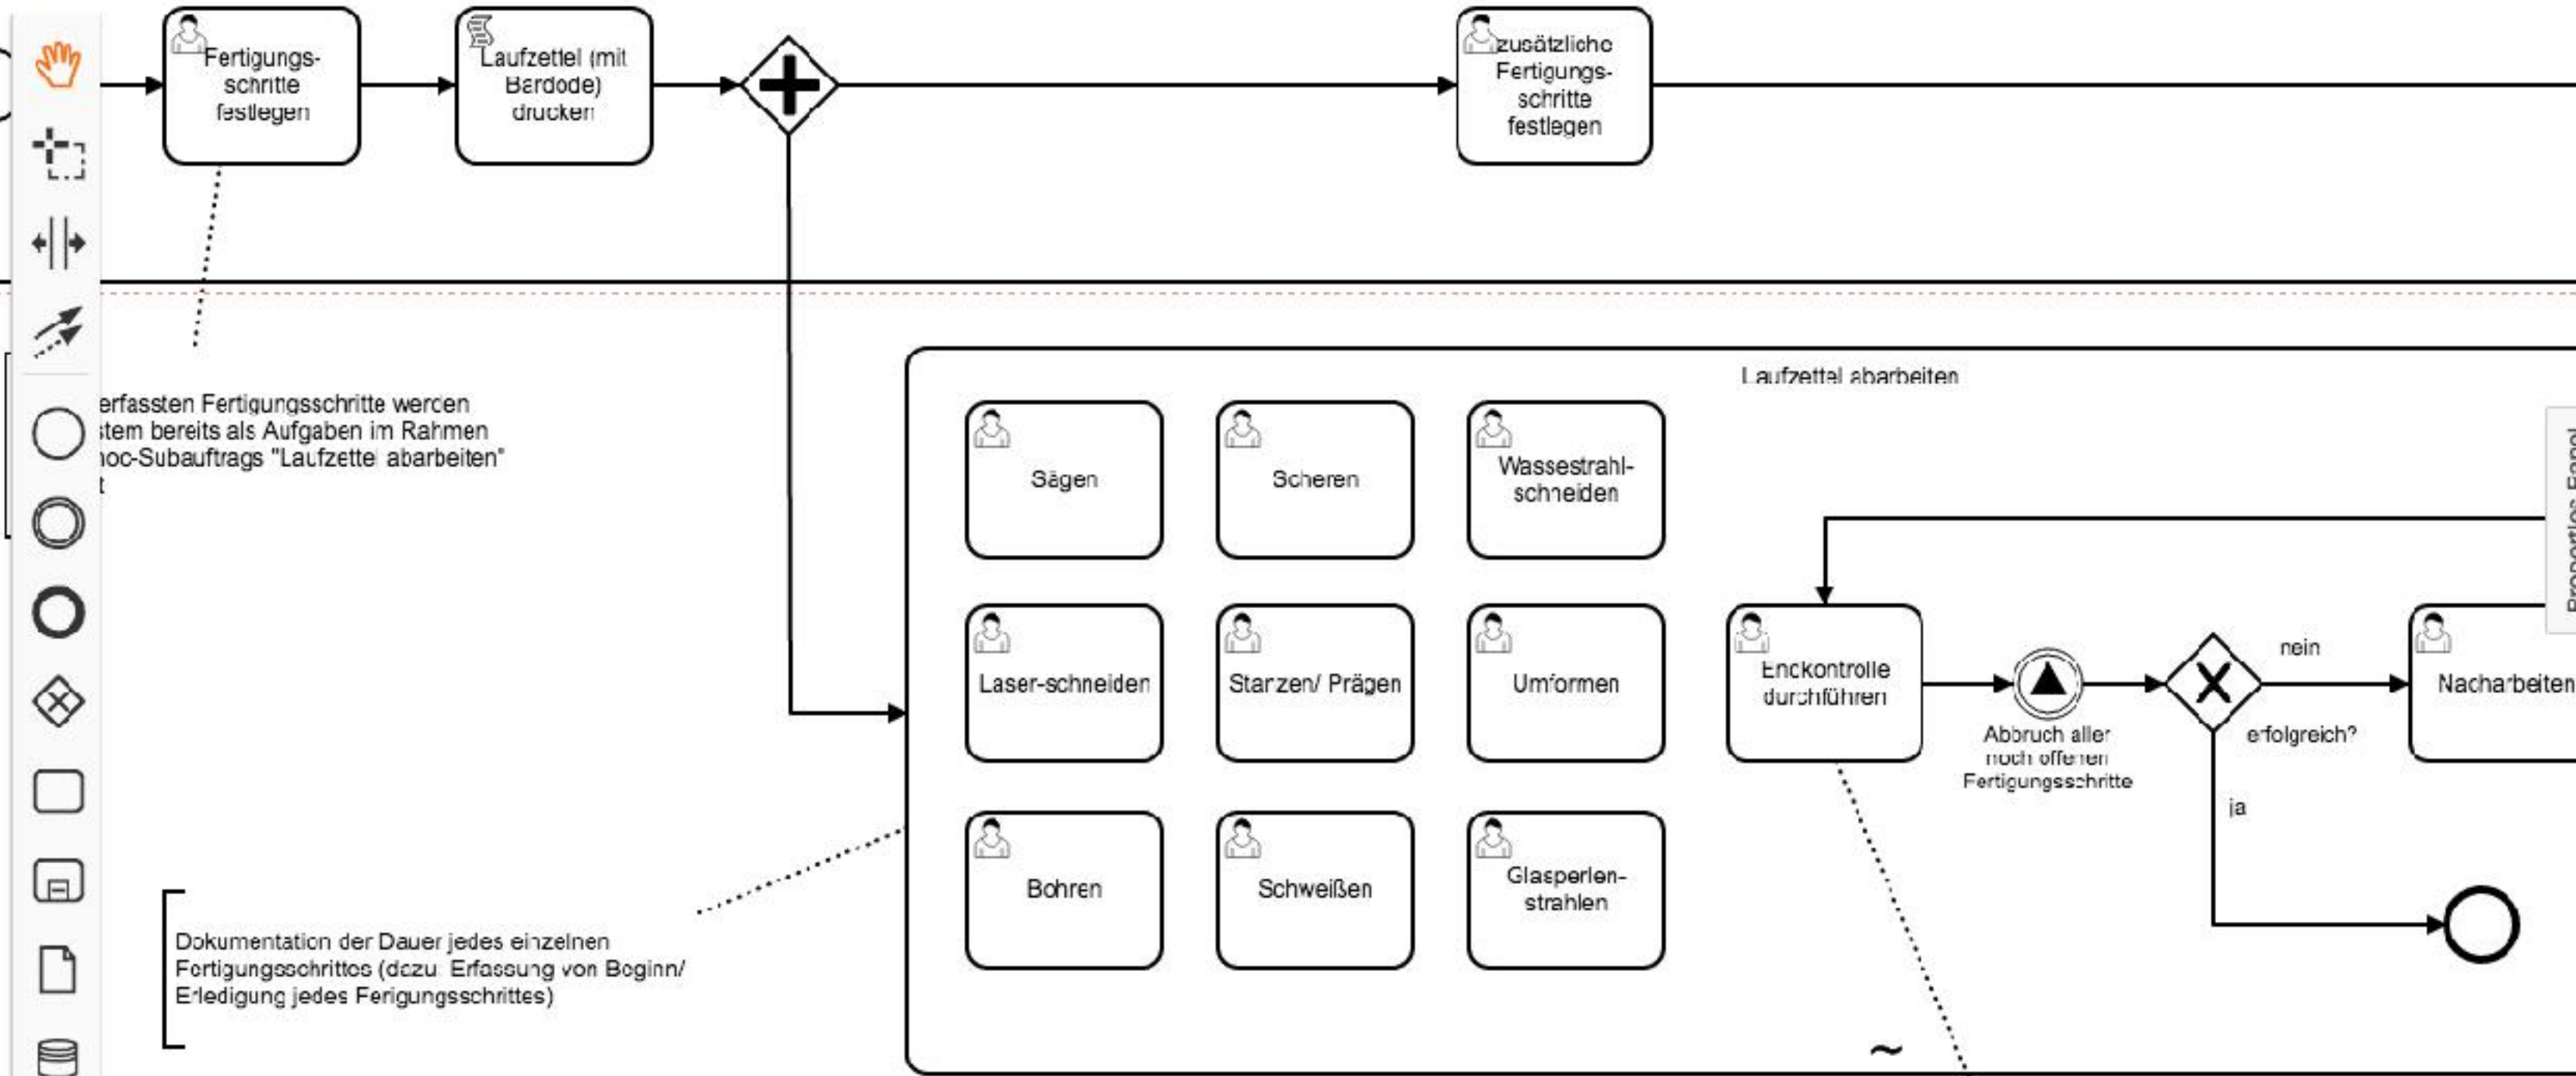 Fertigungs-
schritte
festlegen
Laufzettel (mit
Bardode)
drucken
zusätzliche
Fertigungs-
schritte
festlegen
erfassten Fertigungsschritte werden
stem bereits als Aufgaben im Rahmen
hoc-Subauftrags "Laufzettel abarbeiten"
t
Laufzettel abarbeiten
Sägen
Scheren
Wassestrahl-
schneiden
Properties Panel
Laser-schneiden
Stanzen/ Prägen
Umformen
Endkontrolle
durchführen
Abbruch aller
noch offenen
Fertigungsschritte
nein
erfolgreich?
ja
Nacharbeiten
Bohren
Schweißen
Glasperlen-
strahlen
Dokumentation der Dauer jedes einzelnen
Fertigungsschrittes (dazu: Erfassung von Beginn/
Erledigung jedes Ferigungsschrittes)